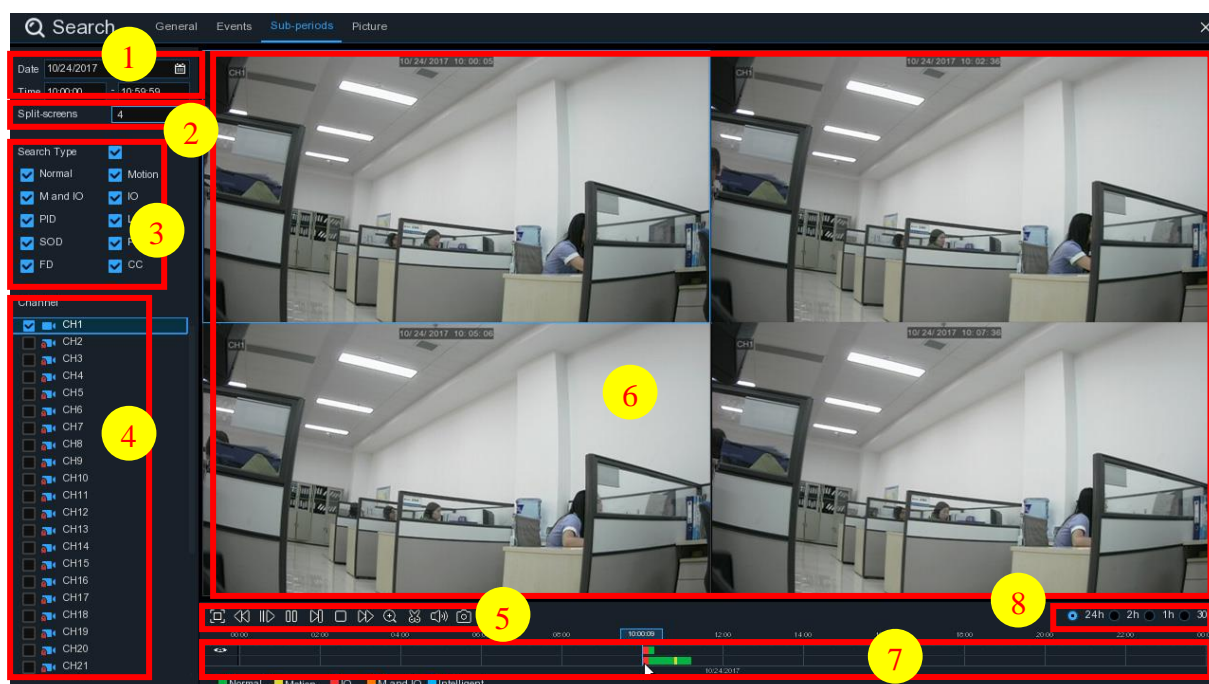 Search General Events Sub-periods Picture
1
Date 10/24/2017
Time 10:00:00 - 10:59:59
Split-screens 4
2
Search Type
Normal Motion
M and IO IO
PID
SOD
FD CC
3
Channel
CH1
CH2
CH3
CH4
CH5
CH6
CH7
CH8
CH9
CH10
CH11
CH12
CH13
CH14
CH15
CH16
CH17
CH18
CH19
CH20
CH21
4
CH1 10/24/2017 10:00:05
CH1 10/24/2017 10:02:36
CH1 10/24/2017 10:05:06
CH1 10/24/2017 10:07:36
6
5
8
24h 2h 1h 30
00:00 02:00 04:00 08:00 10:00:09 12:00 14:00 18:00 20:00 22:00
7
10/24/2017
Normal Motion IO M and IO Intelligent